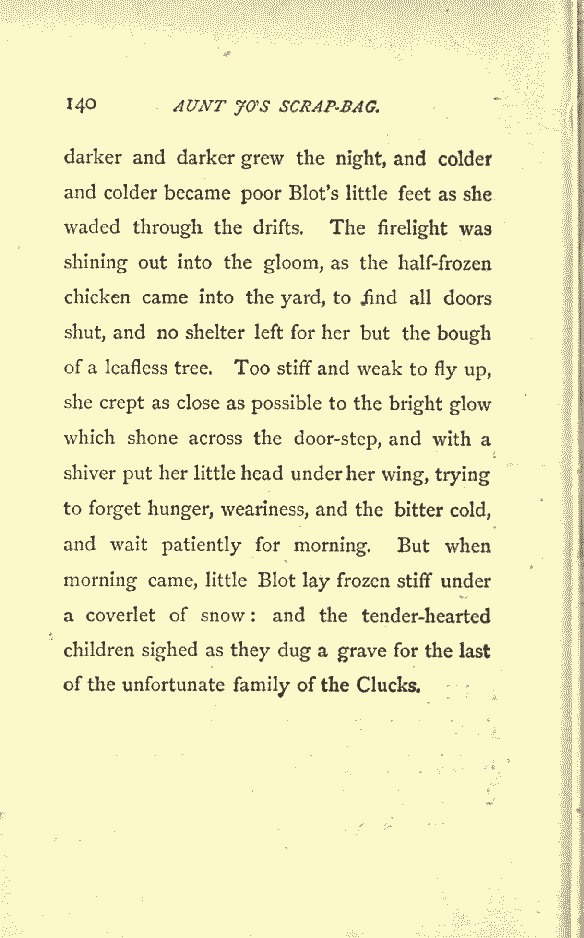 140 AUNT JO'S SCRAP-BAG.
darker and darker grew the night, and colder
and colder became poor Blot's little feet as she
waded through the drifts. The firelight was
shining out into the gloom, as the half-frozen
chicken came into the yard, to find all doors
shut, and no shelter left for her but the bough
of a leafless tree. Too stiff and weak to fly up,
she crept as close as possible to the bright glow
which shone across the door-step, and with a
shiver put her little head under her wing, trying
to forget hunger, weariness, and the bitter cold,
and wait patiently for morning. But when
morning came, little Blot lay frozen stiff under
a coverlet of snow: and the tender-hearted
children sighed as they dug a grave for the last
of the unfortunate family of the Clucks.